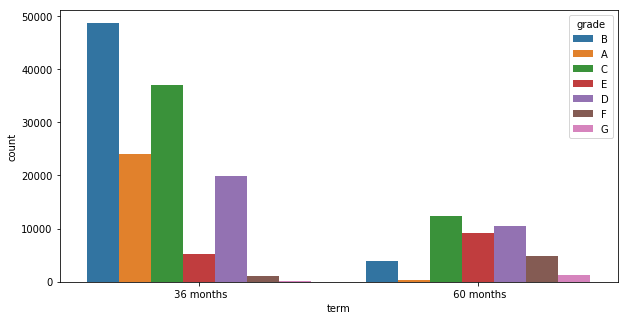 50000
40000
30000
20000
10000
0
count
36 months
60 months
term
grade
B
A
C
E
D
F
G